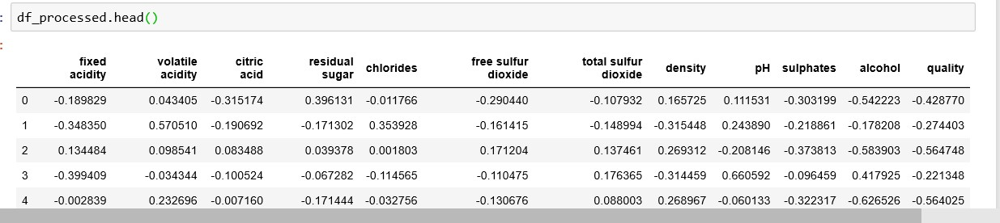 df_processed.head()
fixed acidity volatile acidity citric acid residual sugar chlorides free sulfur dioxide total sulfur dioxide density pH sulphates alcohol quality
0 -0.189829 0.043405 -0.315174 0.396131 -0.011766 -0.290440 -0.107932 0.165725 0.111531 -0.303199 -0.542223 -0.428770
1 -0.348350 0.570510 -0.190692 -0.171302 0.353928 -0.161415 -0.148994 -0.315448 0.243890 -0.218861 -0.178208 -0.274403
2 0.134484 0.098541 0.083488 0.039378 0.001803 0.171204 0.137461 0.269312 -0.208146 -0.373813 -0.583903 -0.564748
3 -0.399409 -0.034344 -0.100524 -0.067282 -0.114565 -0.110475 0.176365 -0.314459 0.660592 -0.096459 0.417925 -0.221348
4 -0.002839 0.232696 -0.007160 -0.171444 -0.032756 -0.130676 0.088003 0.268967 -0.060133 -0.322317 -0.626526 -0.564025